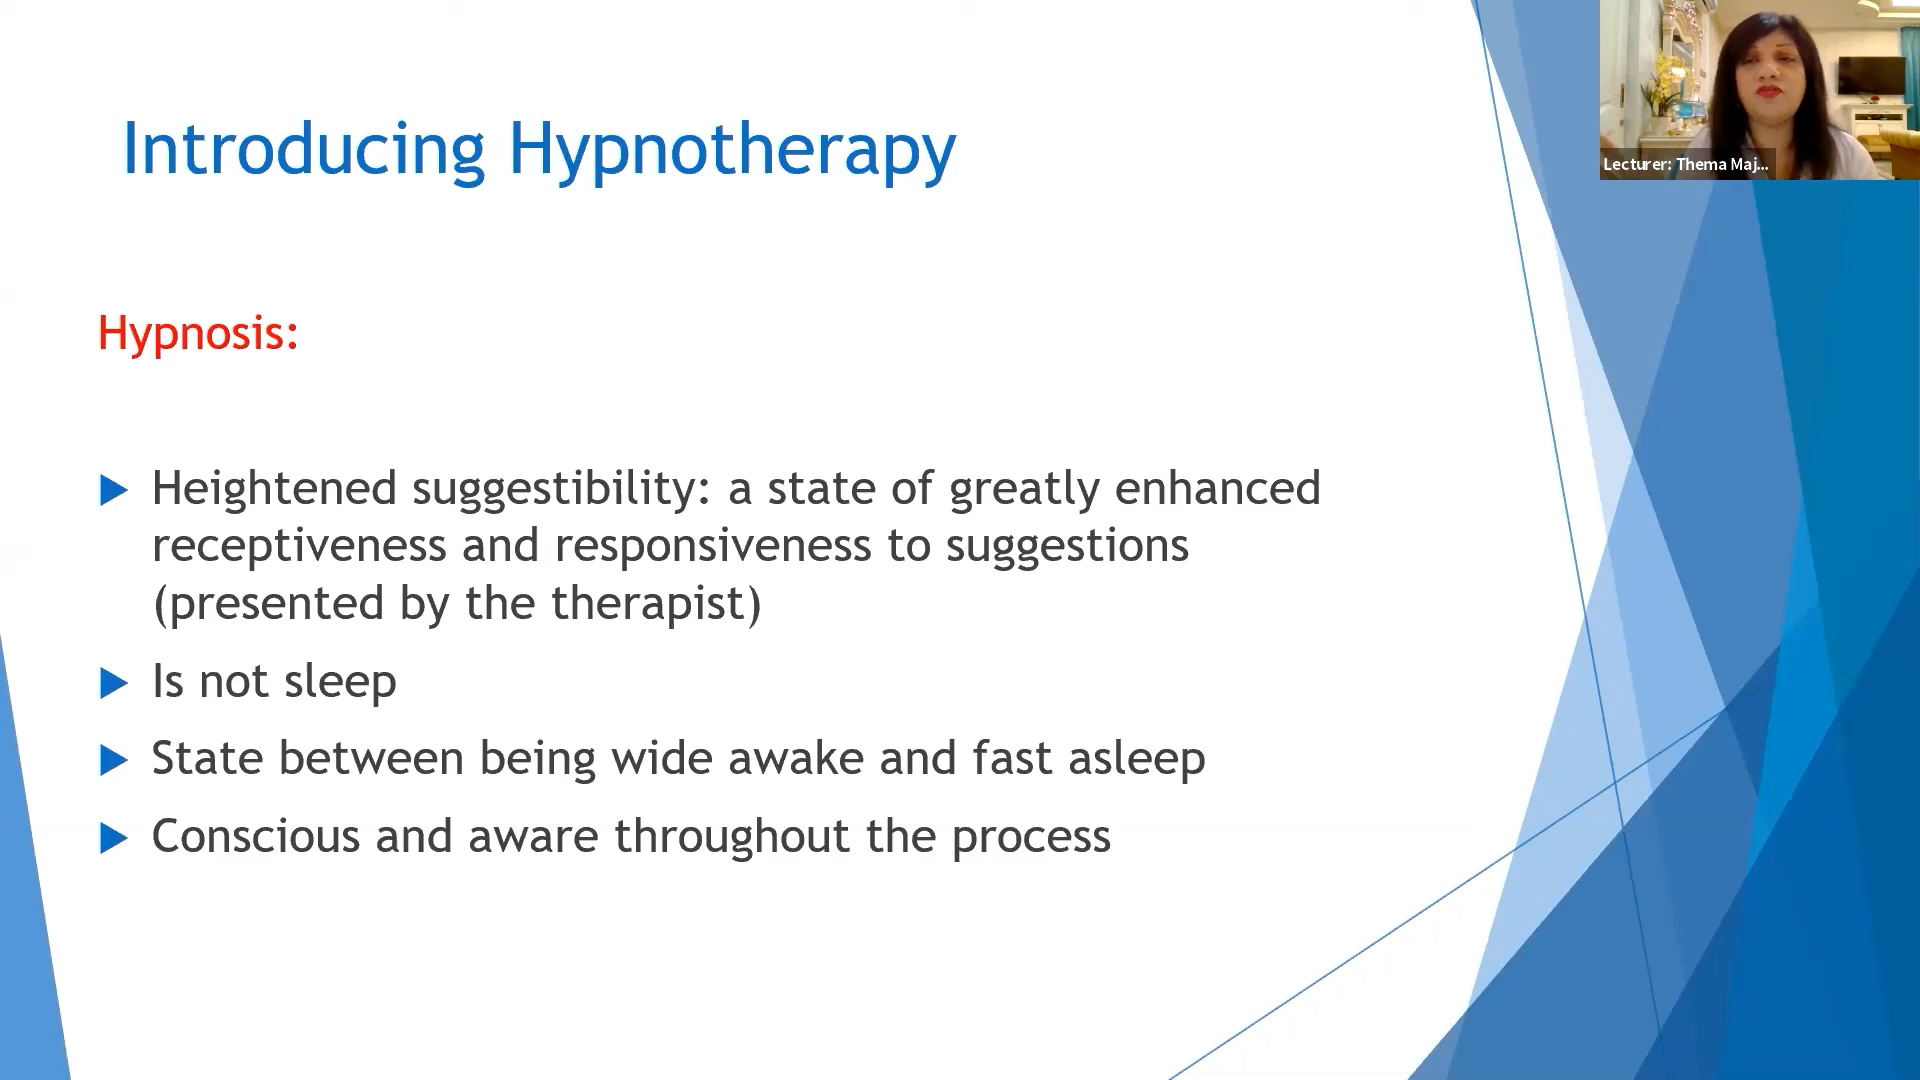 Introducing Hypnotherapy
Lecturer: Thema Maj...
Hypnosis:
Heightened suggestibility: a state of greatly enhanced
receptiveness and responsiveness to suggestions
(presented by the therapist)
Is not sleep
State between being wide awake and fast asleep
Conscious and aware throughout the process